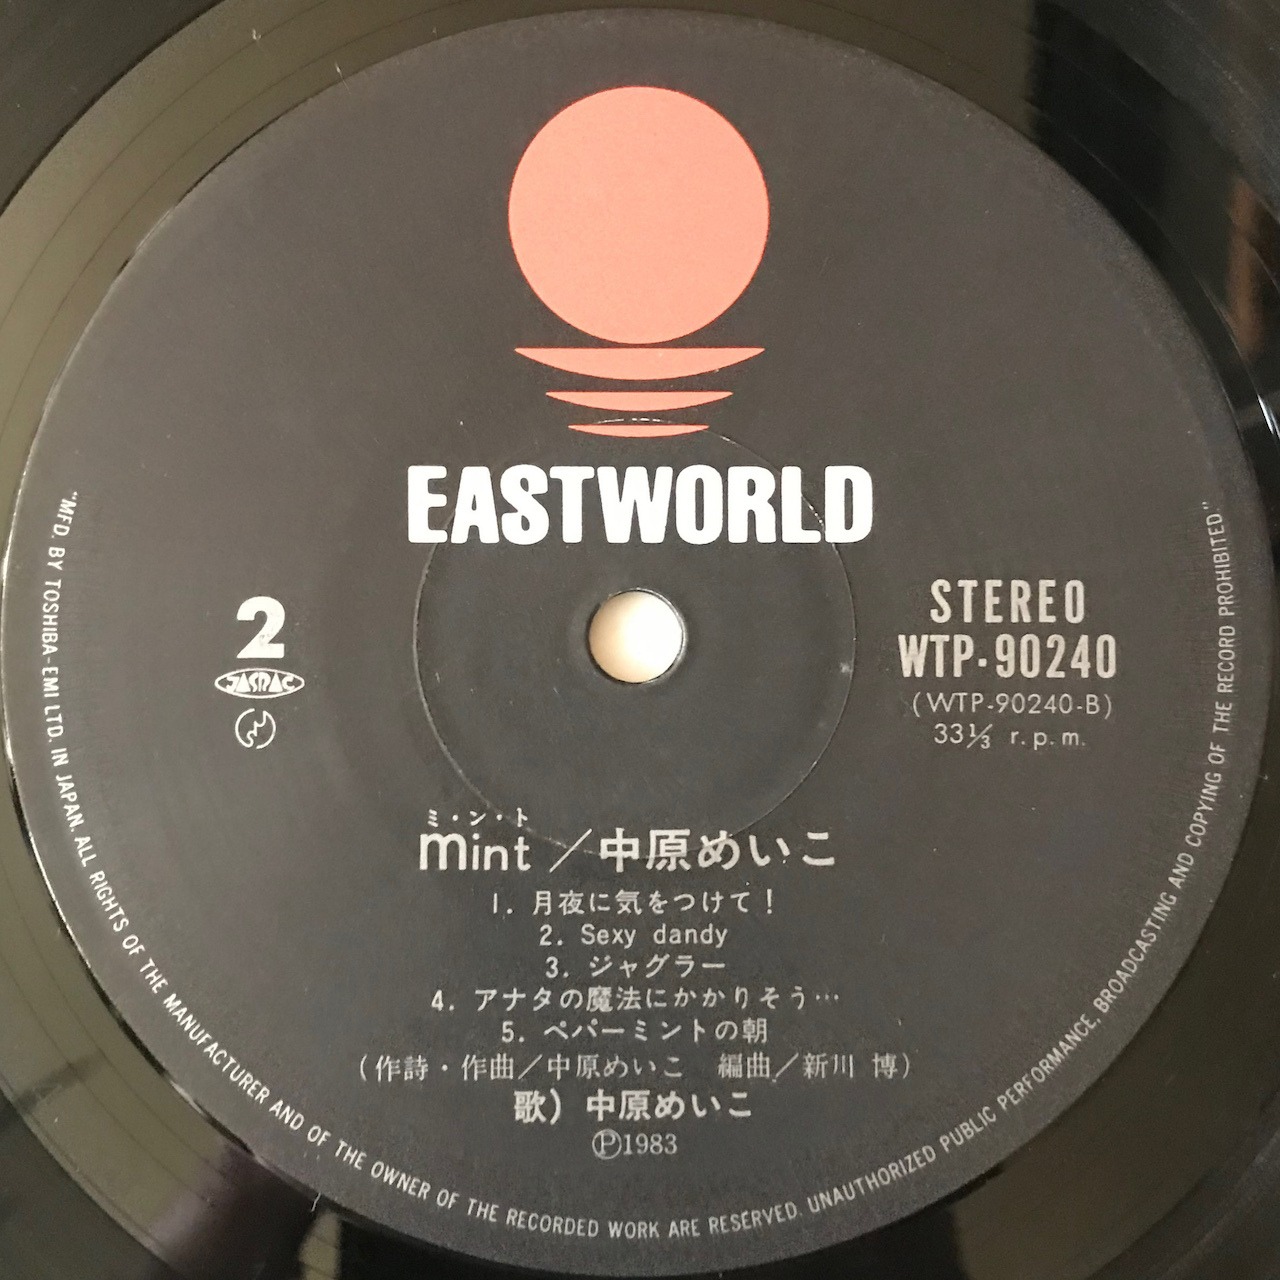 EASTWORLD
2
JASRAC
STEREO
WTP-90240
(WTP-90240-B)
33⅓ r.p.m.
ミ・ン・ト
mint／中原めいこ
1. 月夜に気をつけて！
2. Sexy dandy
3. ジャグラー
4. アナタの魔法にかかりそう…
5. ペパーミントの朝
(作詩・作曲／中原めいこ　編曲／新川 博)
歌) 中原めいこ
Ⓟ1983
"MFD. BY TOSHIBA-EMI LTD. IN JAPAN. ALL RIGHTS OF THE MANUFACTURER AND OF THE OWNER OF THE RECORDED WORK ARE RESERVED. UNAUTHORIZED PUBLIC PERFORMANCE, BROADCASTING AND COPYING OF THE RECORD PROHIBITED."